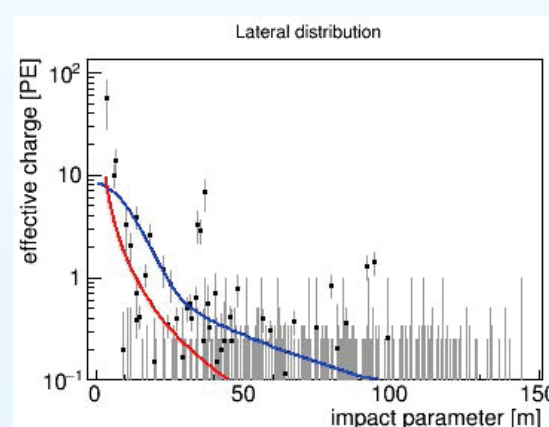 Lateral distribution
effective charge [PE]
10²
10
1
10⁻¹
0
50
100
150
impact parameter [m]